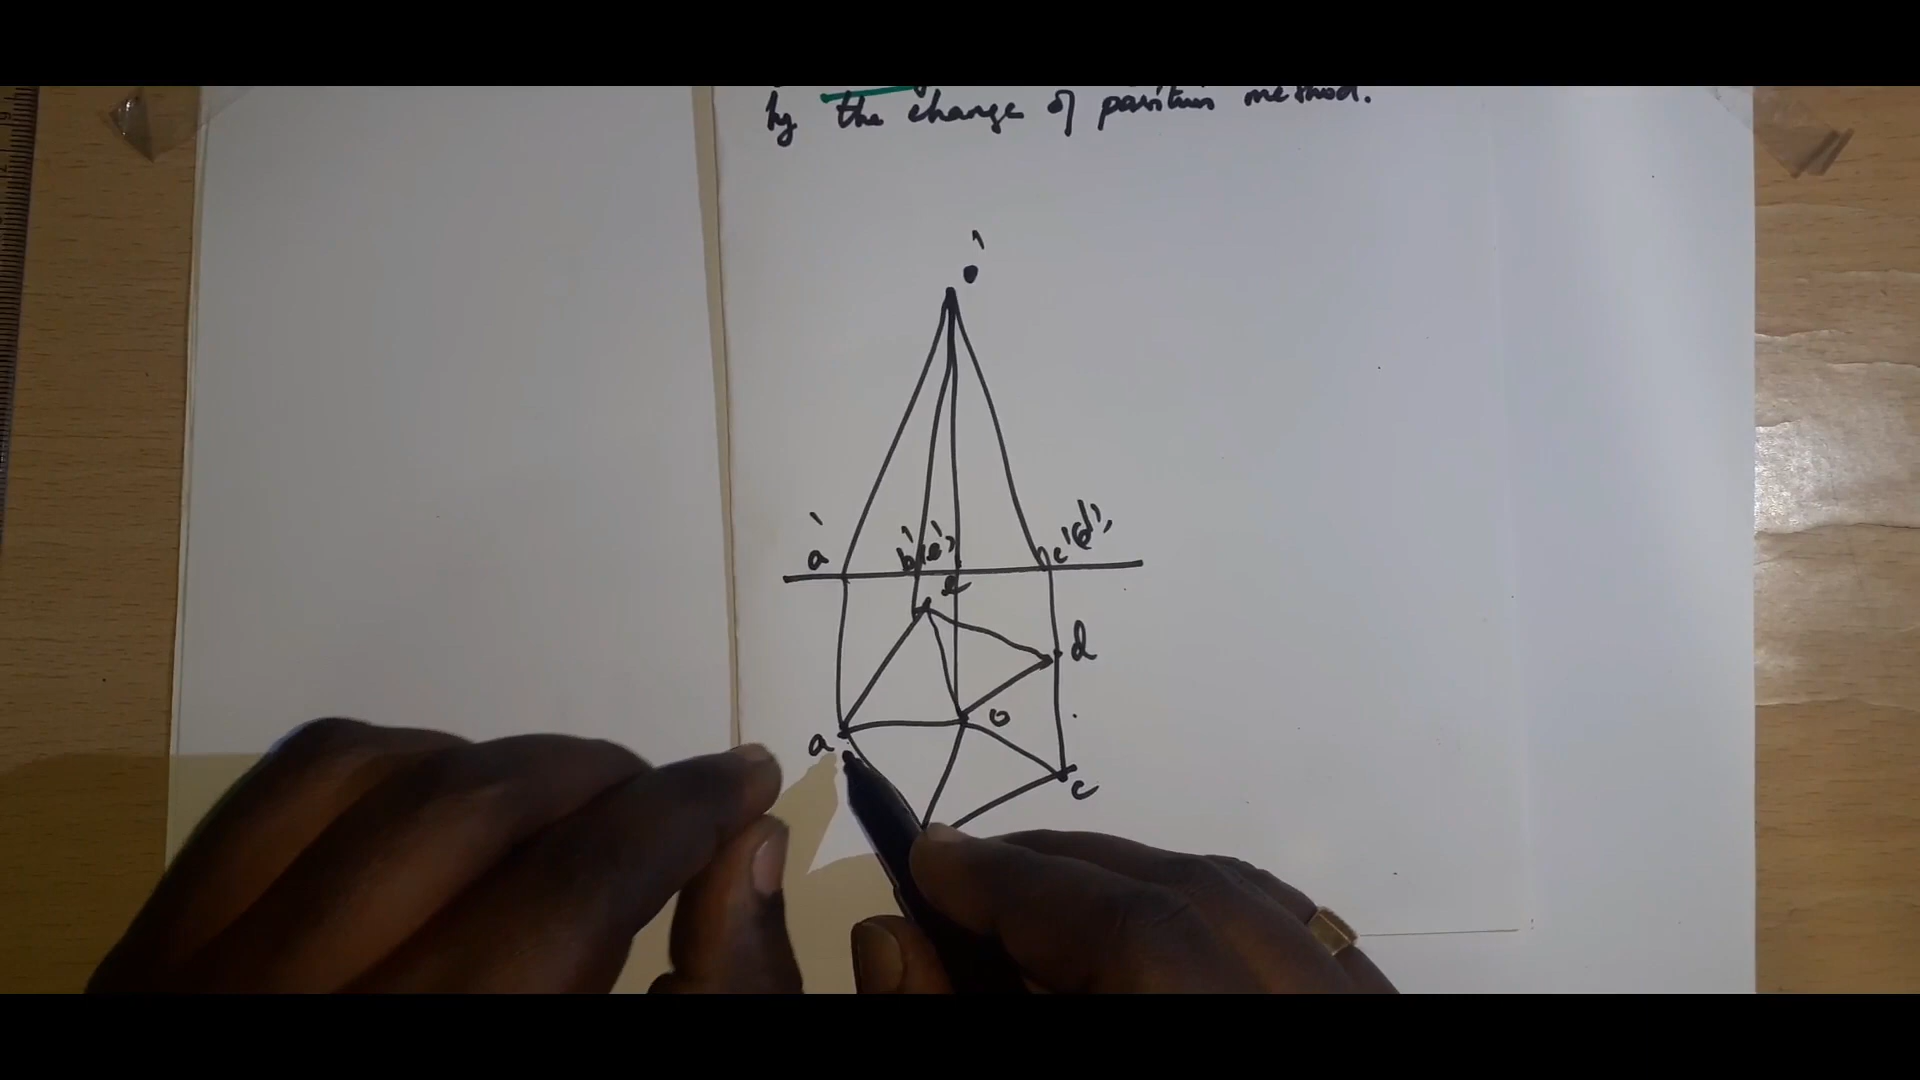 by the change of position method.
o'
a' b'(e') c'(d')
e
d
o
a
c